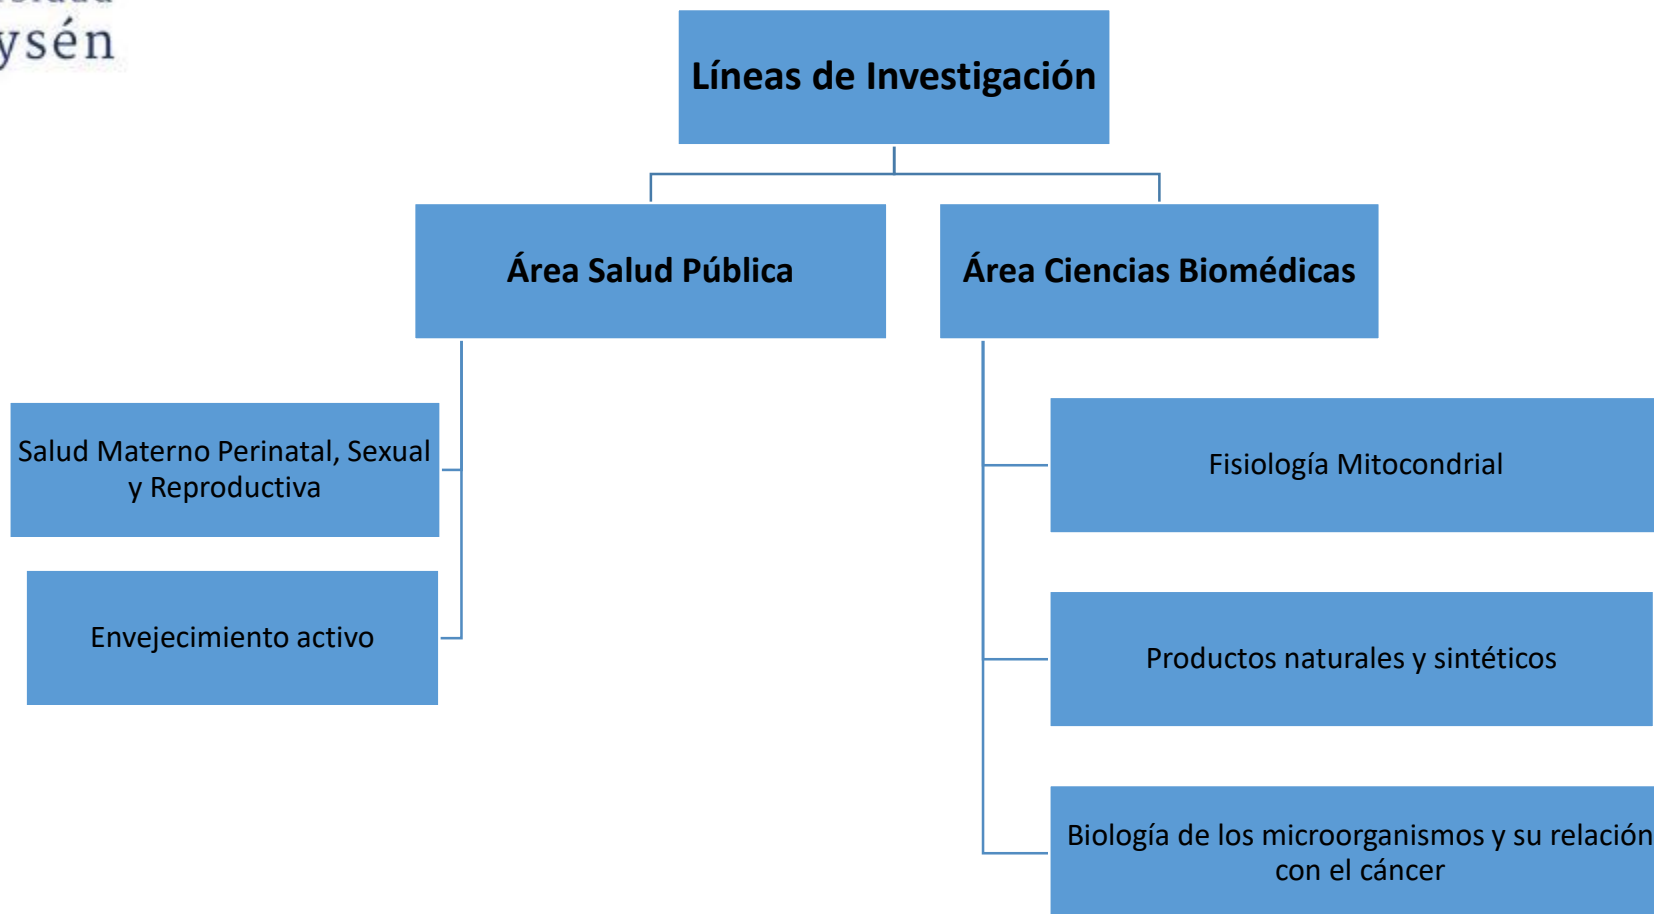 ysén
Líneas de Investigación
Área Salud Pública
Área Ciencias Biomédicas
Salud Materno Perinatal, Sexual
y Reproductiva
Envejecimiento activo
Fisiología Mitocondrial
Productos naturales y sintéticos
Biología de los microorganismos y su relación
con el cáncer